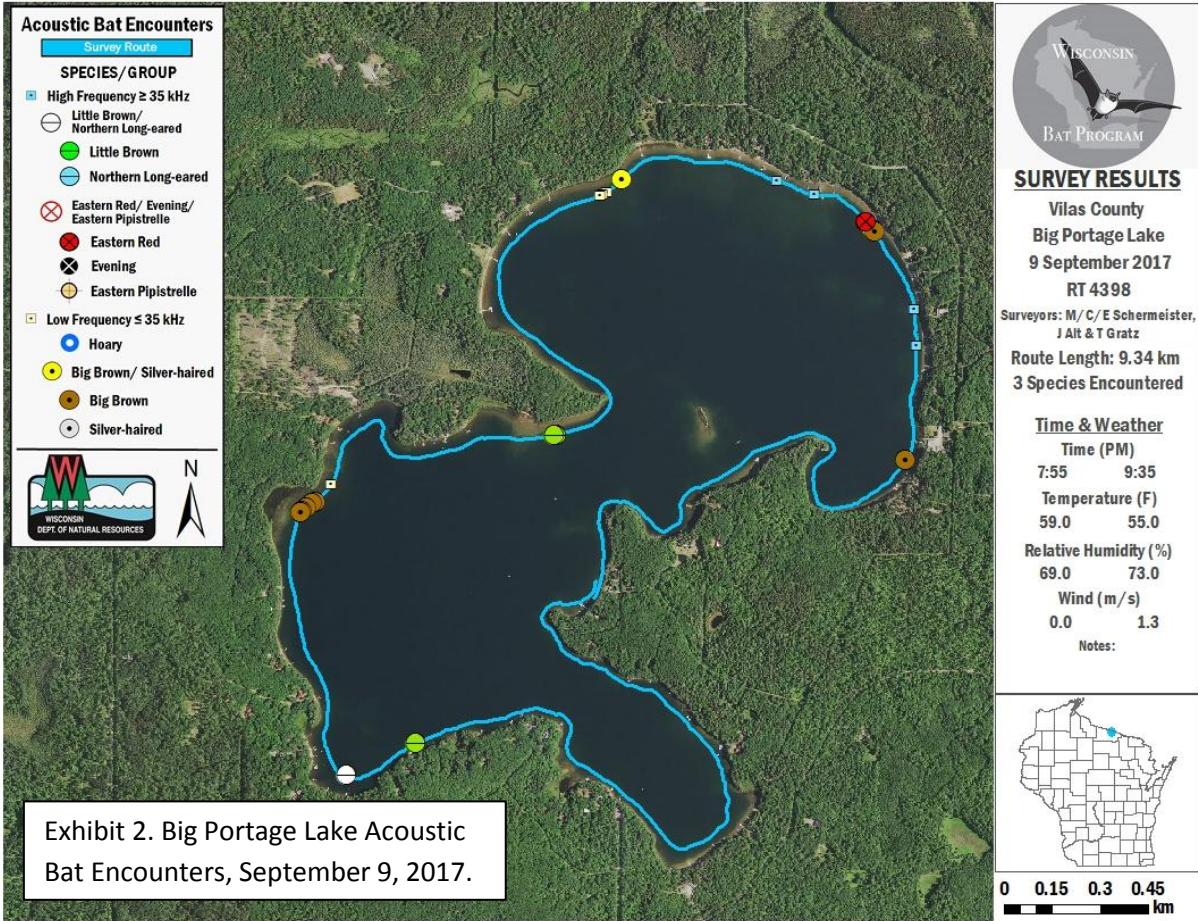 Acoustic Bat Encounters
Survey Route
SPECIES/GROUP
High Frequency ≥ 35 kHz
Little Brown/
Northern Long-eared
Little Brown
Northern Long-eared
Eastern Red/ Evening/
Eastern Pipistrelle
Eastern Red
Evening
Eastern Pipistrelle
Low Frequency ≤ 35 kHz
Hoary
Big Brown/ Silver-haired
Big Brown
Silver-haired
W
WISCONSIN
DEPT. OF NATURAL RESOURCES
N
Exhibit 2. Big Portage Lake Acoustic
Bat Encounters, September 9, 2017.
WISCONSIN
BAT PROGRAM
SURVEY RESULTS
Vilas County
Big Portage Lake
9 September 2017
RT 4398
Surveyors: M/C/E Schermeister,
J Alt & T Gratz
Route Length: 9.34 km
3 Species Encountered
Time & Weather
Time (PM)
7:55 9:35
Temperature (F)
59.0 55.0
Relative Humidity (%)
69.0 73.0
Wind (m/s)
0.0 1.3
Notes:
0 0.15 0.3 0.45
km